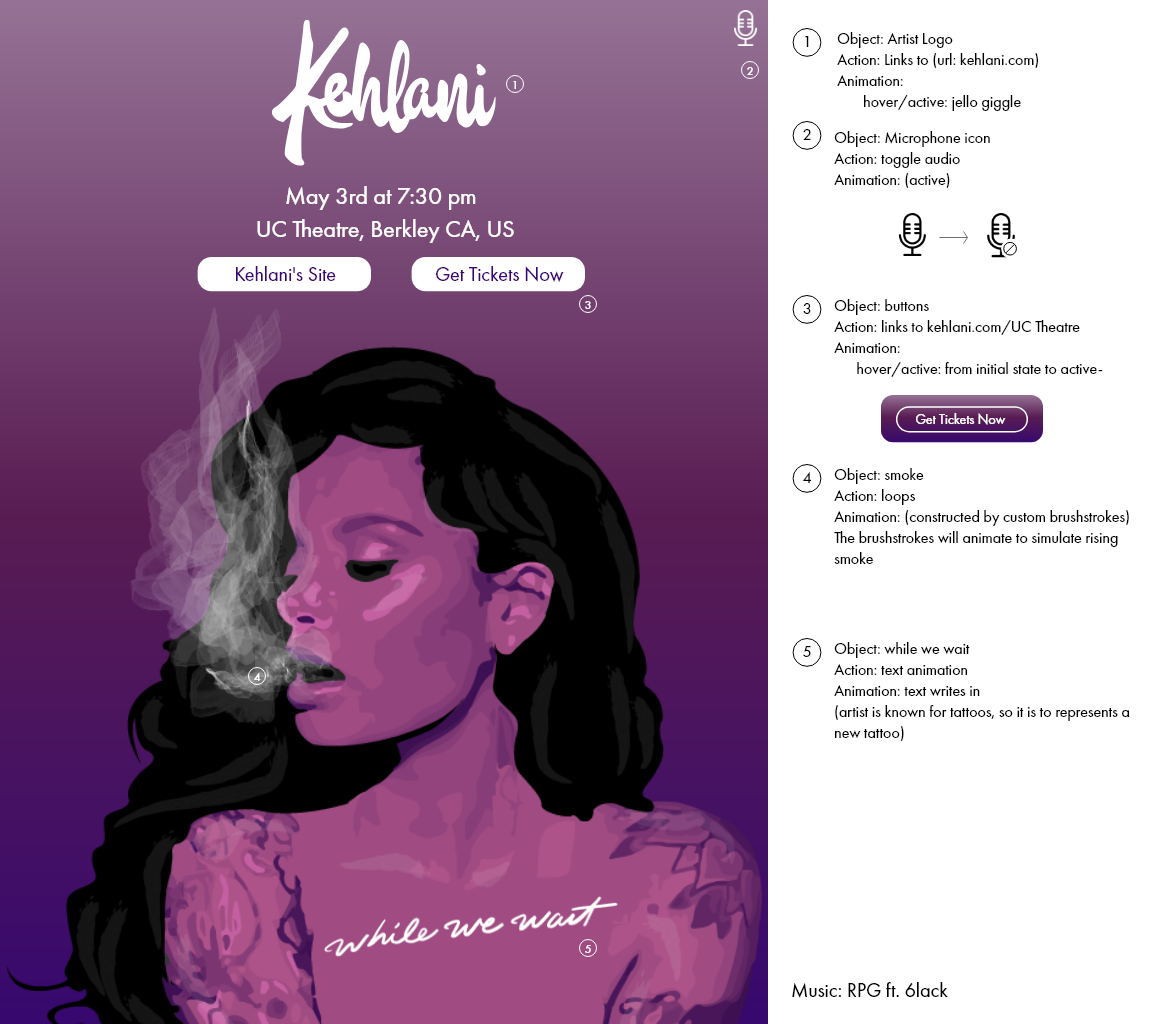 Kehlani
1
2
May 3rd at 7:30 pm
UC Theatre, Berkley CA, US
Kehlani's Site
Get Tickets Now
3
4
while we wait
5
1
Object: Artist Logo
Action: Links to (url: kehlani.com)
Animation:
hover/active: jello giggle
2
Object: Microphone icon
Action: toggle audio
Animation: (active)
3
Object: buttons
Action: links to kehlani.com/UC Theatre
Animation:
hover/active: from initial state to active-
Get Tickets Now
4
Object: smoke
Action: loops
Animation: (constructed by custom brushstrokes)
The brushstrokes will animate to simulate rising
smoke
5
Object: while we wait
Action: text animation
Animation: text writes in
(artist is known for tattoos, so it is to represents a
new tattoo)
Music: RPG ft. 6lack